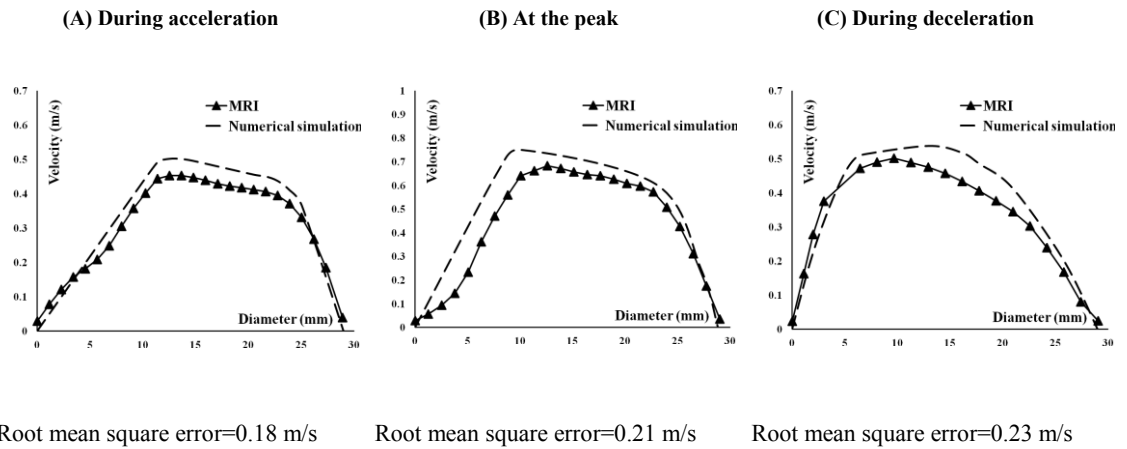 (A) During acceleration
(B) At the peak
(C) During deceleration
0.7
0.6
0.5
0.4
0.3
0.2
0.1
0
Velocity (m/s)
MRI
Numerical simulation
Diameter (mm)
0 5 10 15 20 25 30
1
0.9
0.8
0.7
0.6
0.5
0.4
0.3
0.2
0.1
0
Velocity (m/s)
MRI
Numerical simulation
Diameter (mm)
0 5 10 15 20 25 30
0.7
0.6
0.5
0.4
0.3
0.2
0.1
0
Velocity (m/s)
MRI
Numerical simulation
Diameter (mm)
0 5 10 15 20 25 30
Root mean square error=0.18 m/s
Root mean square error=0.21 m/s
Root mean square error=0.23 m/s